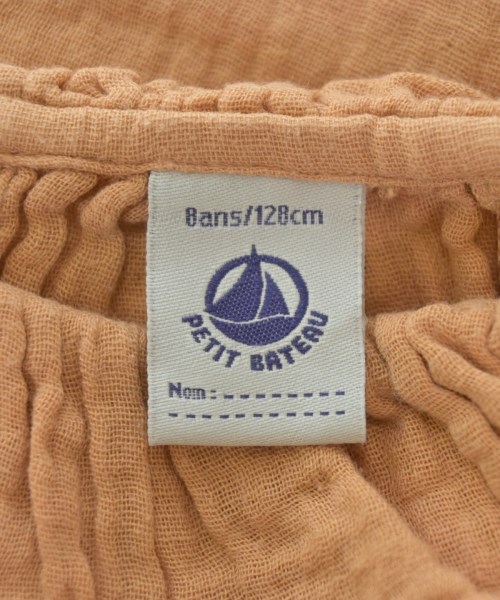 8ans/128cm
PETIT BATEAU
Nom :